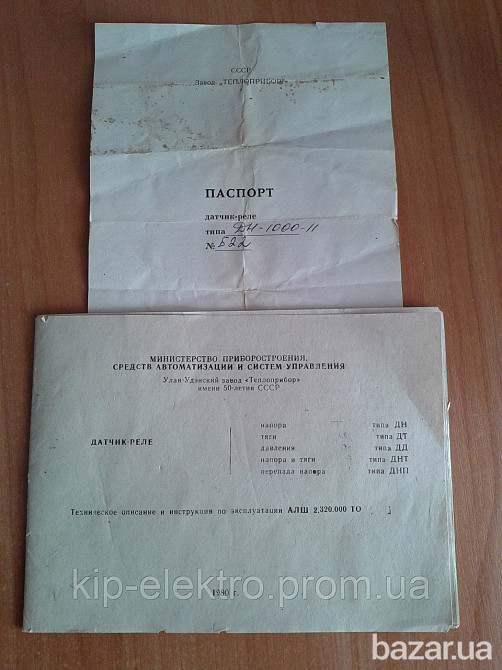 СССР
Завод „ТЕПЛОПРИБОР"
ПАСПОРТ
датчик-реле
типа ДН-1000-11
№ 522
МИНИСТЕРСТВО ПРИБОРОСТРОЕНИЯ,
СРЕДСТВ АВТОМАТИЗАЦИИ И СИСТЕМ УПРАВЛЕНИЯ
Улан-Удэнский завод «Теплоприбор»
имени 50-летия СССР
ДАТЧИК-РЕЛЕ
напора типа ДН
тяги типа ДТ
давления типа ДД
напора и тяги типа ДНТ
перепада напора типа ДНП
Техническое описание и инструкция по эксплуатации АЛШ 2.320.000 ТО
1980 г.
kip-elektro.prom.ua
bazar.ua